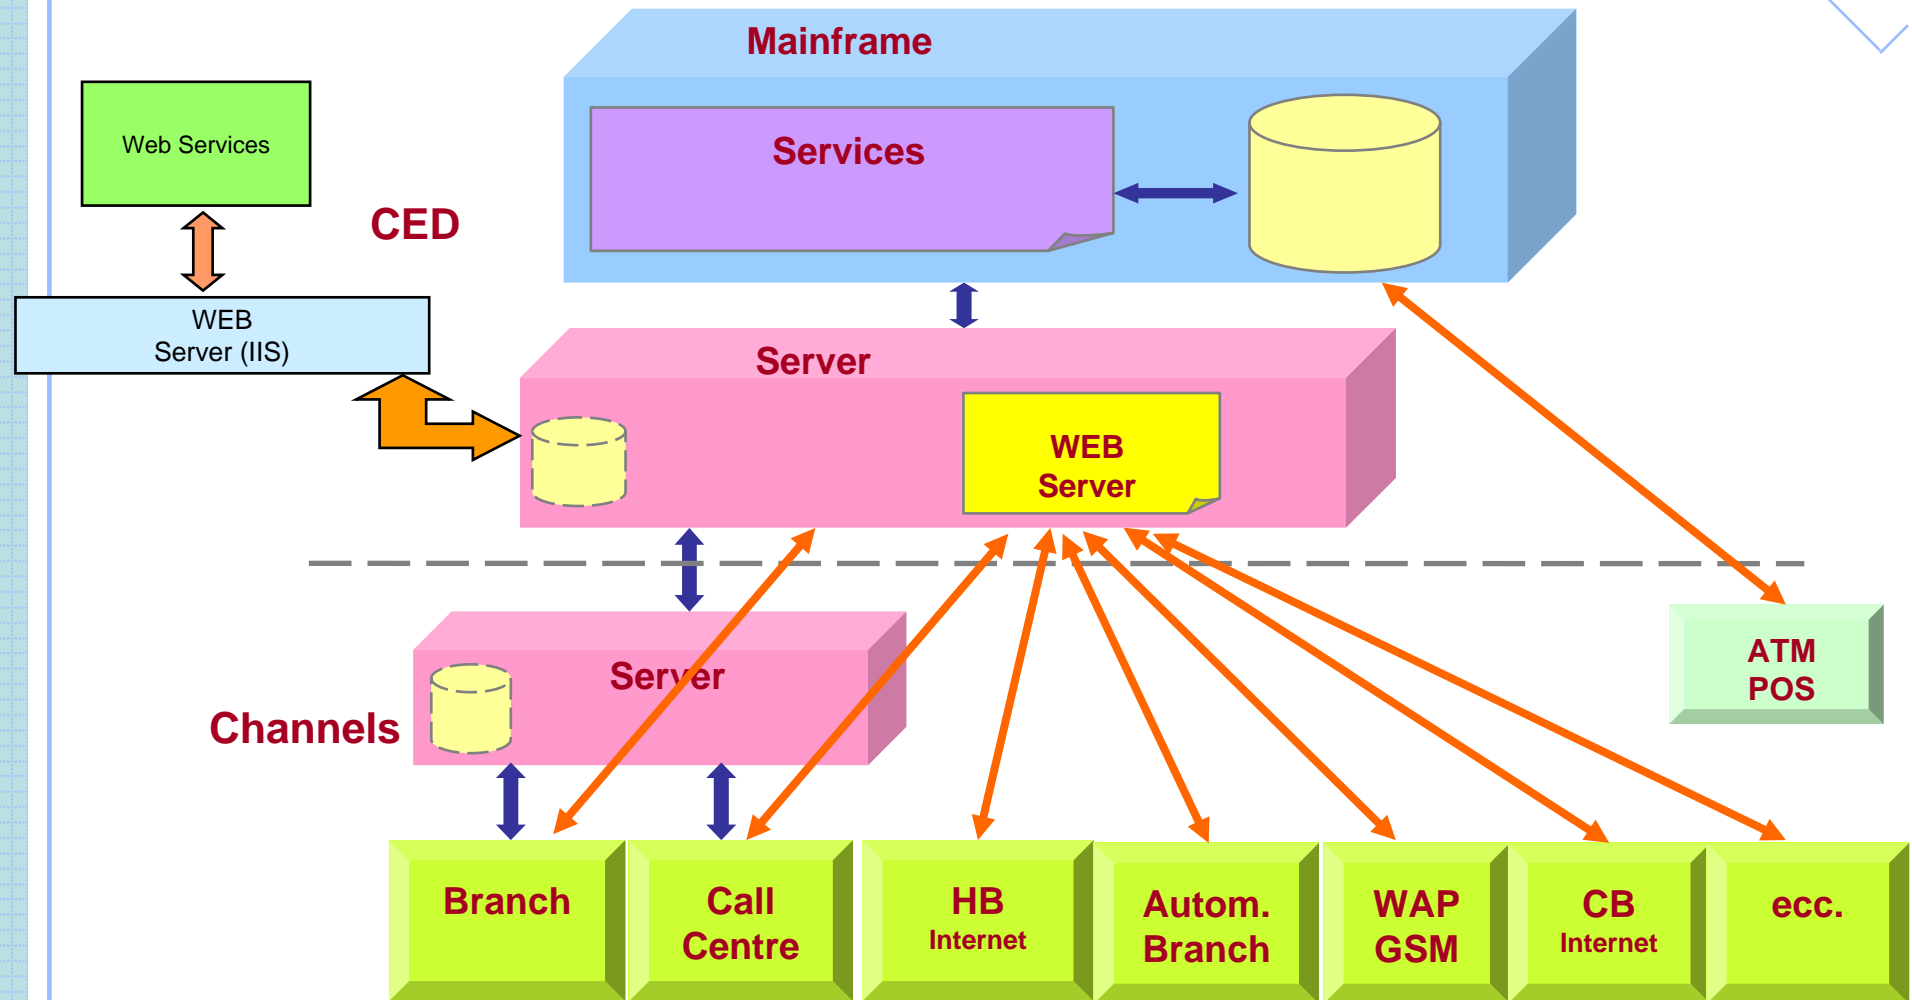 Mainframe
Web Services
Services
CED
WEB
Server (IIS)
Server
WEB
Server
ATM
POS
Server
Channels
Branch
Call
Centre
HB
Internet
Autom.
Branch
WAP
GSM
CB
Internet
ecc.